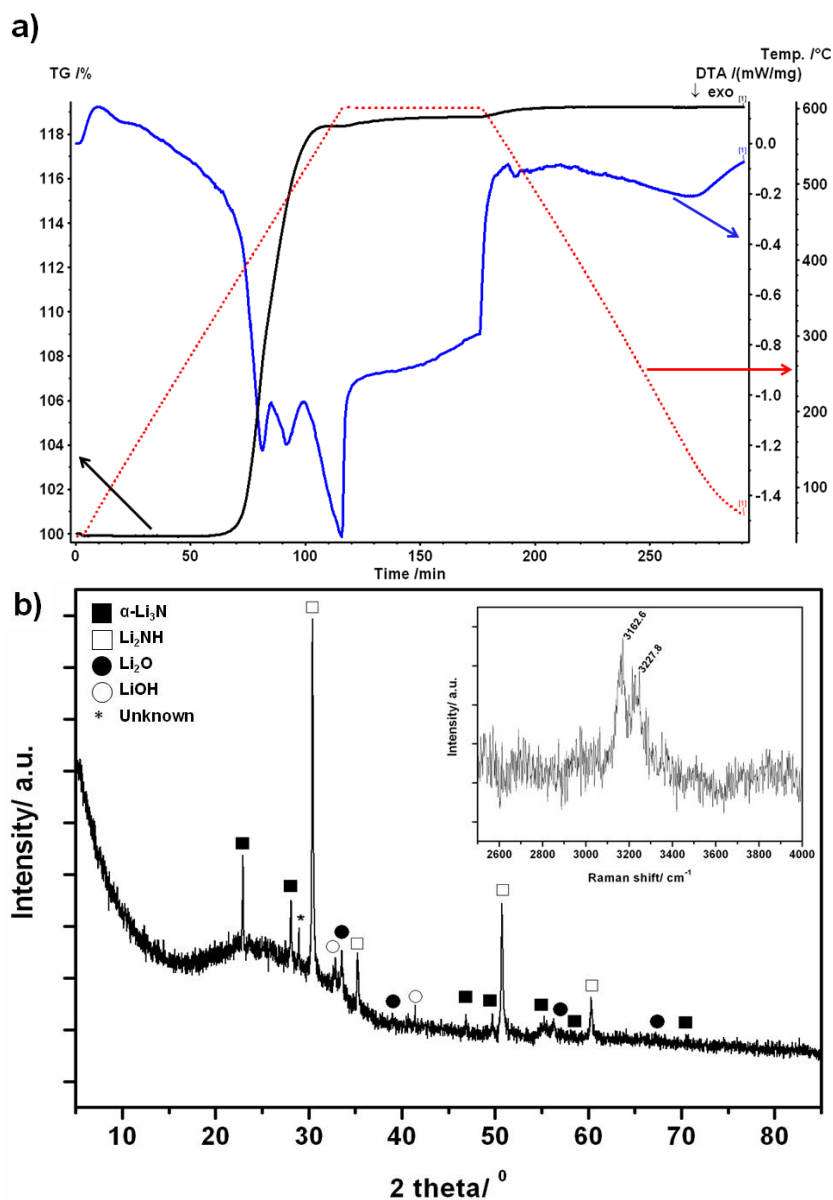 a)
Temp. /°C
TG /%
DTA /(mW/mg)
↓ exo
[1]
[1]
[1]
118
116
114
112
110
108
106
104
102
100
0.0
-0.2
-0.4
-0.6
-0.8
-1.0
-1.2
-1.4
600
500
400
300
200
100
0
50
100
150
200
250
Time /min
b)
α-Li₃N
Li₂NH
Li₂O
LiOH
* Unknown
*
3162.6
3227.8
Intensity/ a.u.
2600 2800 3000 3200 3400 3600 3800 4000
Raman shift/ cm⁻¹
Intensity/ a.u.
10 20 30 40 50 60 70 80
2 theta/ ⁰